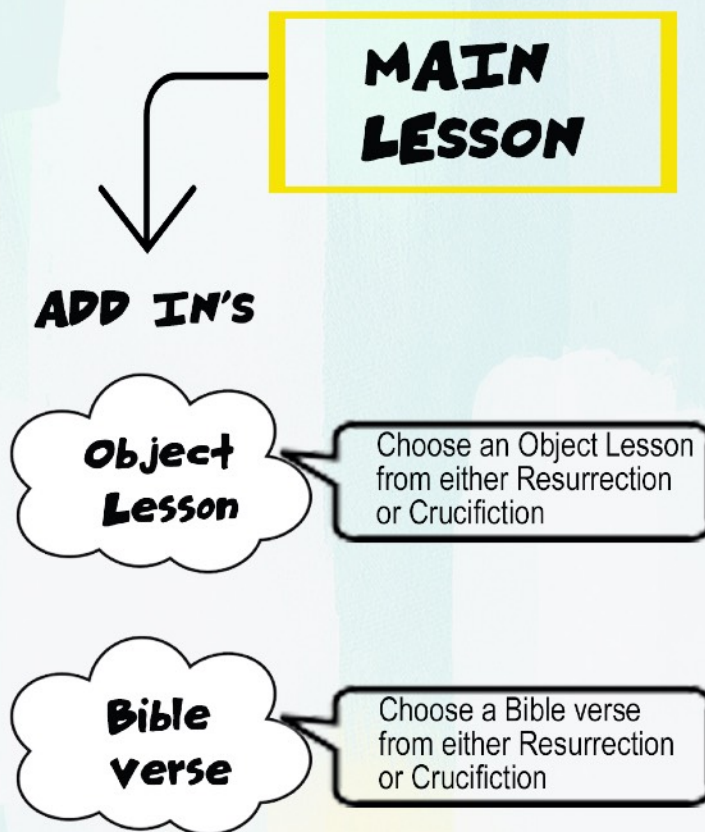 MAIN
LESSON
ADD IN'S
Object
Lesson
Choose an Object Lesson
from either Resurrection
or Crucifiction
Bible
verse
Choose a Bible verse
from either Resurrection
or Crucifiction